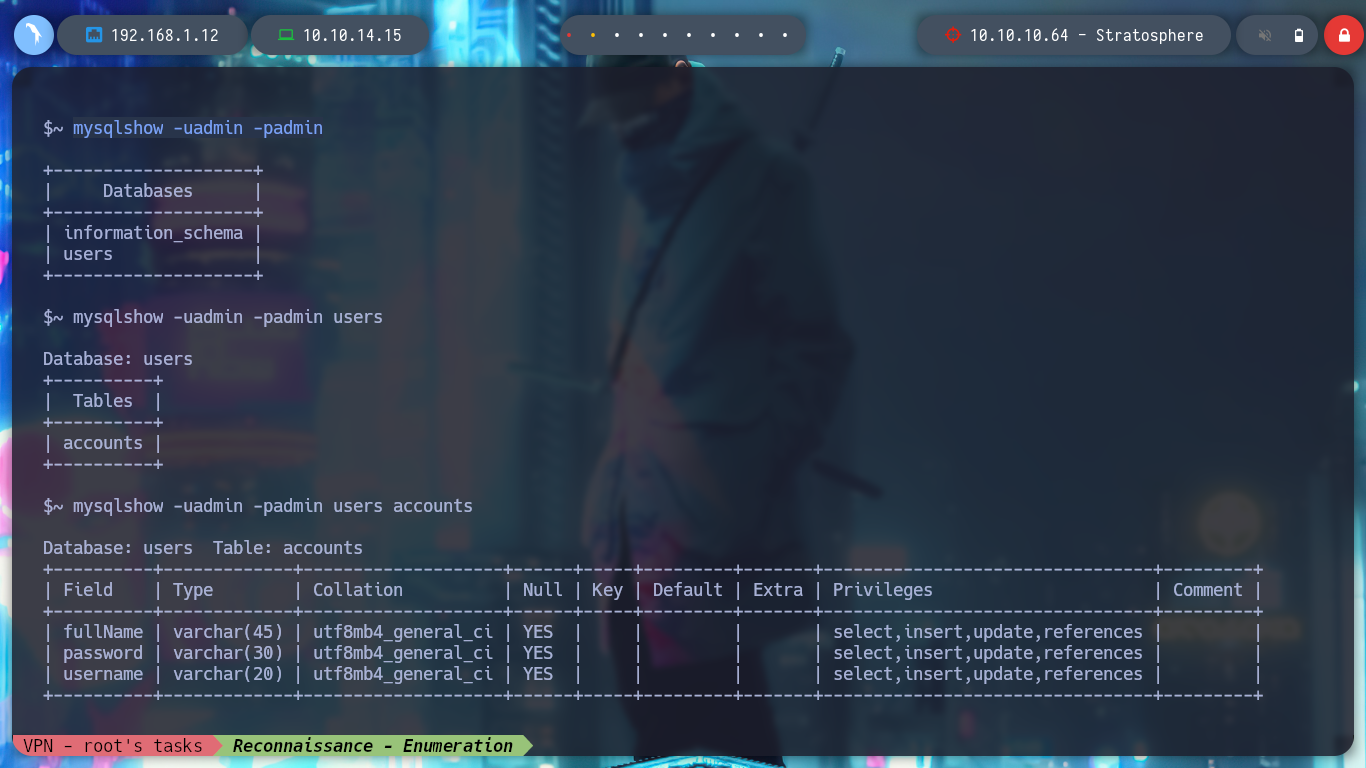 192.168.1.12 10.10.14.15 10.10.10.64 - Stratosphere
$~ mysqlshow -uadmin -padmin
+--------------------+
|     Databases      |
+--------------------+
| information_schema |
| users              |
+--------------------+
$~ mysqlshow -uadmin -padmin users
Database: users
+----------+
|  Tables  |
+----------+
| accounts |
+----------+
$~ mysqlshow -uadmin -padmin users accounts
Database: users  Table: accounts
+----------+-------------+--------------------+------+-----+---------+-------+---------------------------------+---------+
| Field    | Type        | Collation          | Null | Key | Default | Extra | Privileges                      | Comment |
+----------+-------------+--------------------+------+-----+---------+-------+---------------------------------+---------+
| fullName | varchar(45) | utf8mb4_general_ci | YES  |     |         |       | select,insert,update,references |         |
| password | varchar(30) | utf8mb4_general_ci | YES  |     |         |       | select,insert,update,references |         |
| username | varchar(20) | utf8mb4_general_ci | YES  |     |         |       | select,insert,update,references |         |
+----------+-------------+--------------------+------+-----+---------+-------+---------------------------------+---------+
VPN - root's tasks Reconnaissance - Enumeration